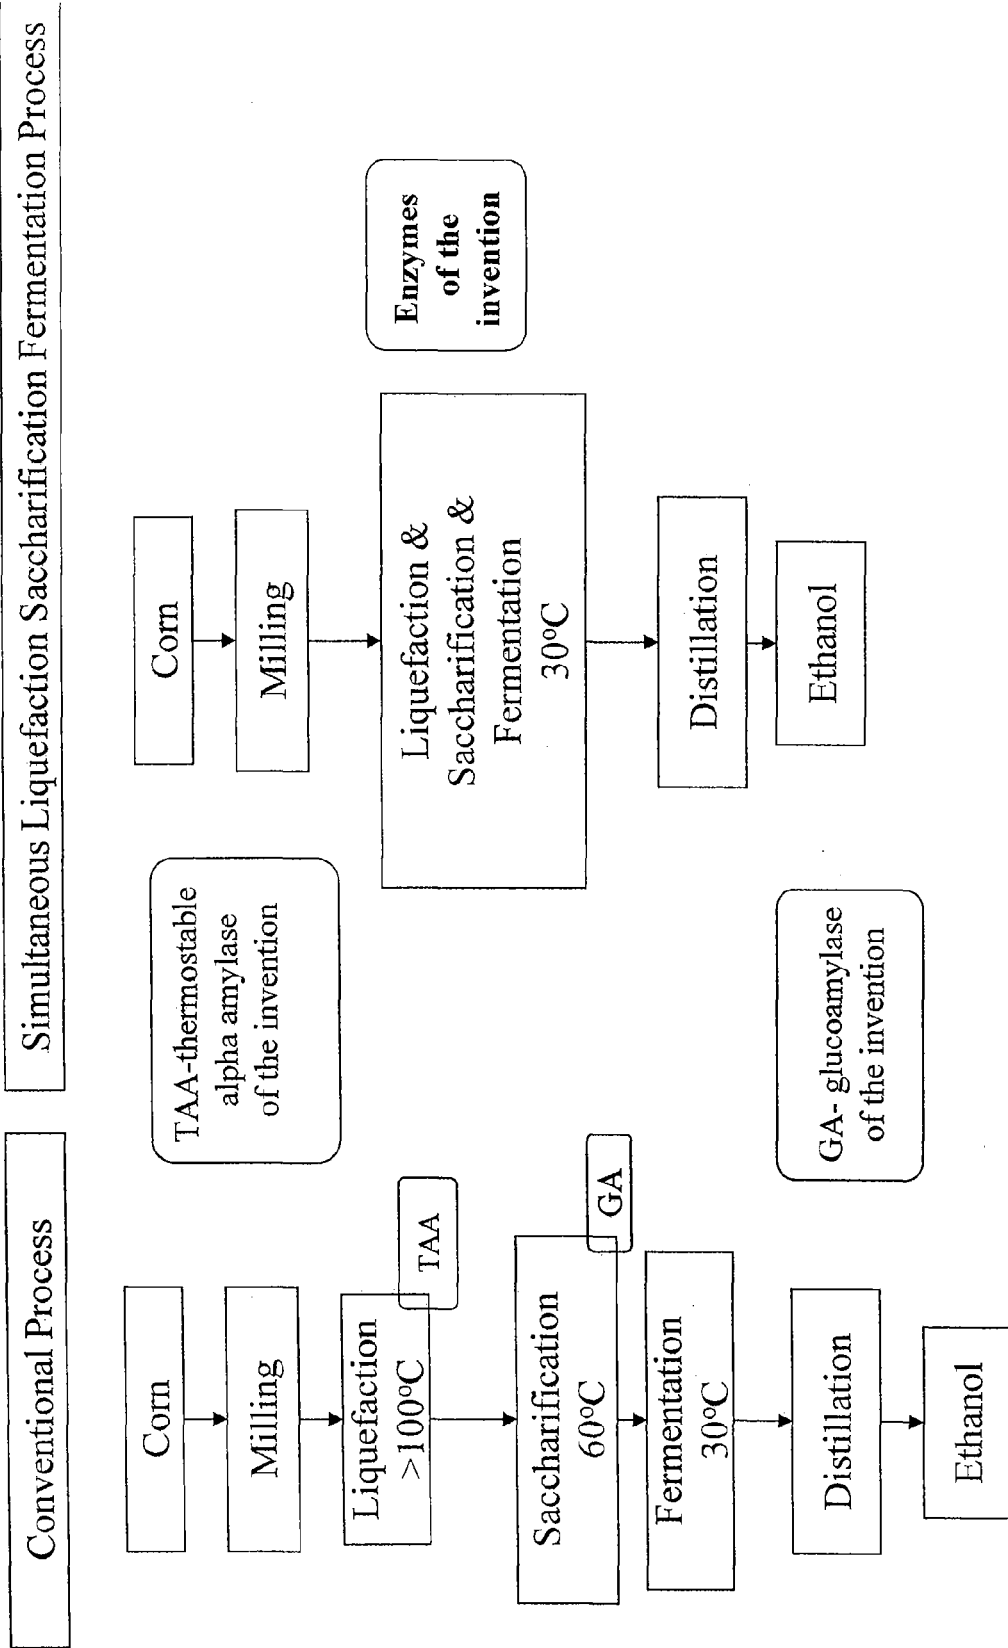 Conventional Process
Corn
Milling
Liquefaction
>100ºC
TAA
Saccharification
60ºC
GA
Fermentation
30ºC
Distillation
Ethanol
TAA-thermostable
alpha amylase
of the invention
GA- glucoamylase
of the invention
Simultaneous Liquefaction Saccharification Fermentation Process
Corn
Milling
Liquefaction &
Saccharification &
Fermentation
30ºC
Enzymes
of the
invention
Distillation
Ethanol